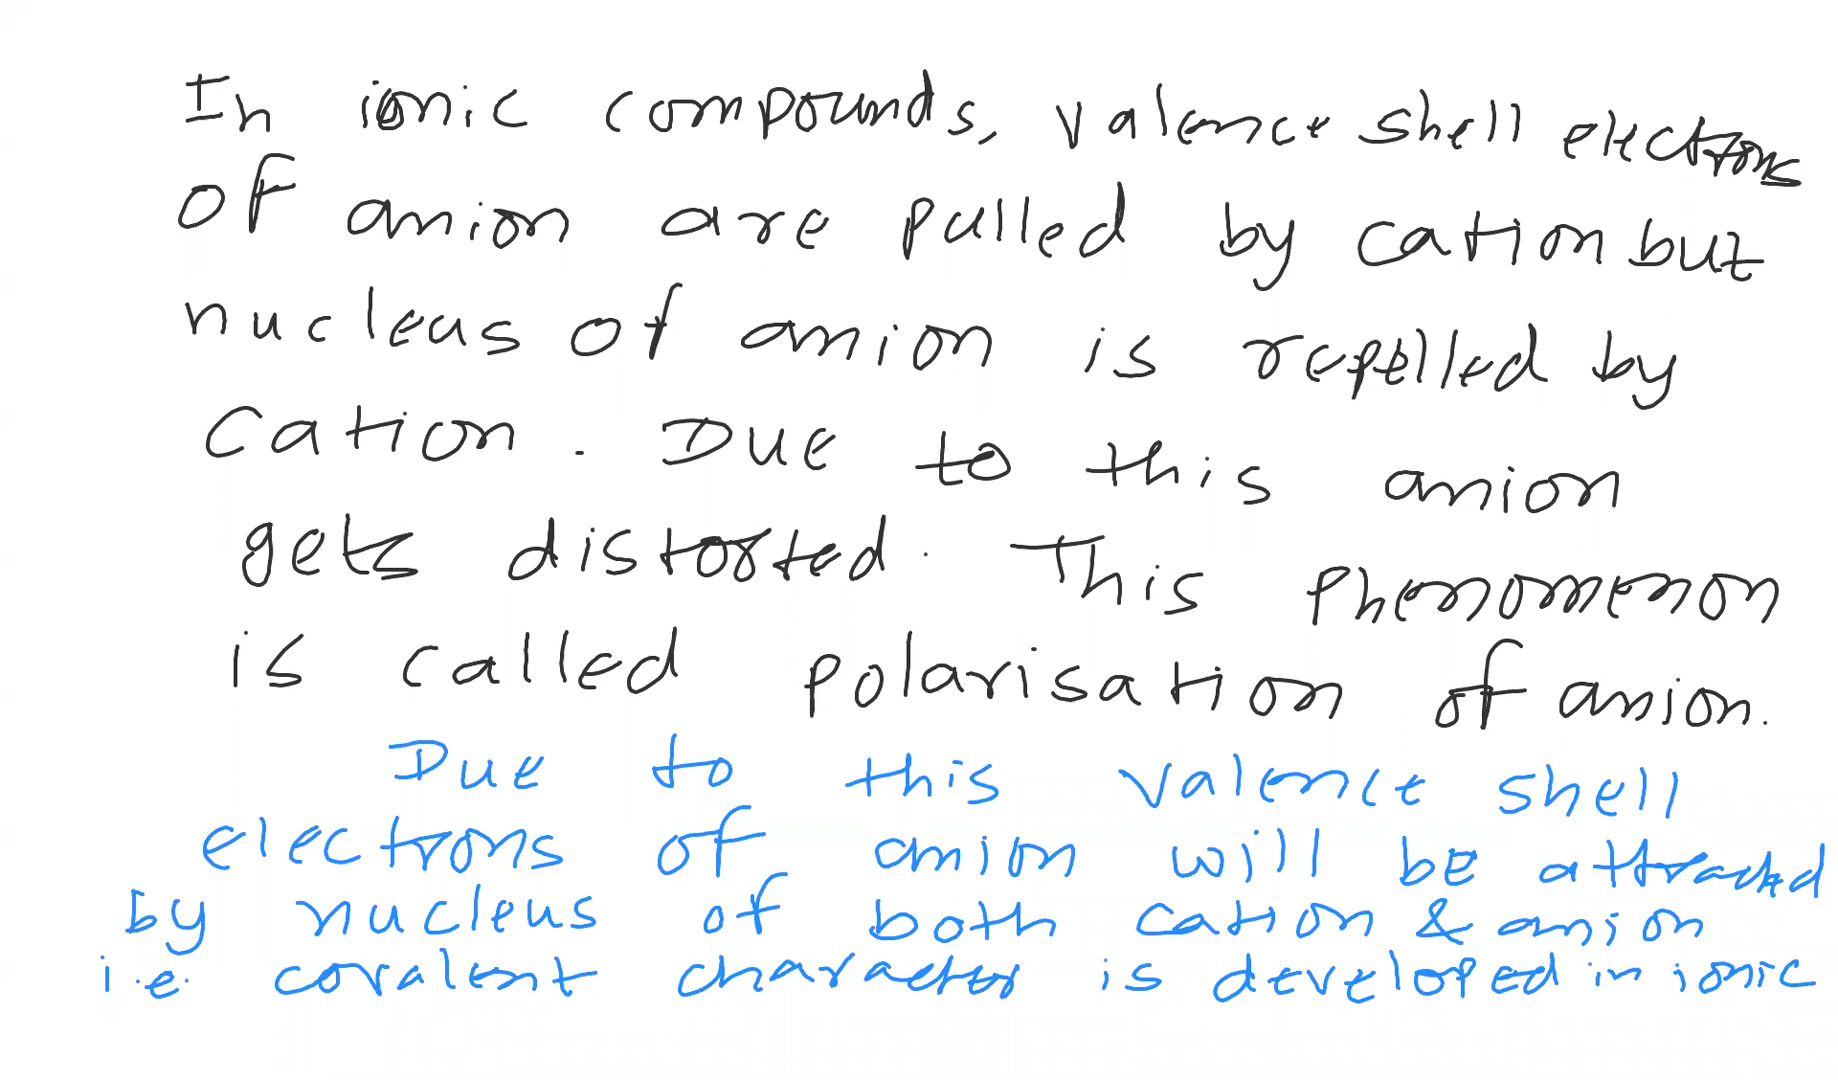 In ionic compounds, valence shell electrons
of anion are pulled by cation but
nucleus of anion is repelled by
cation. Due to this anion
gets distorted. This phenomenon
is called polarisation of anion.
Due to this valence shell
electrons of anion will be attracted
by nucleus of both cation & anion
i.e. covalent character is developed in ionic